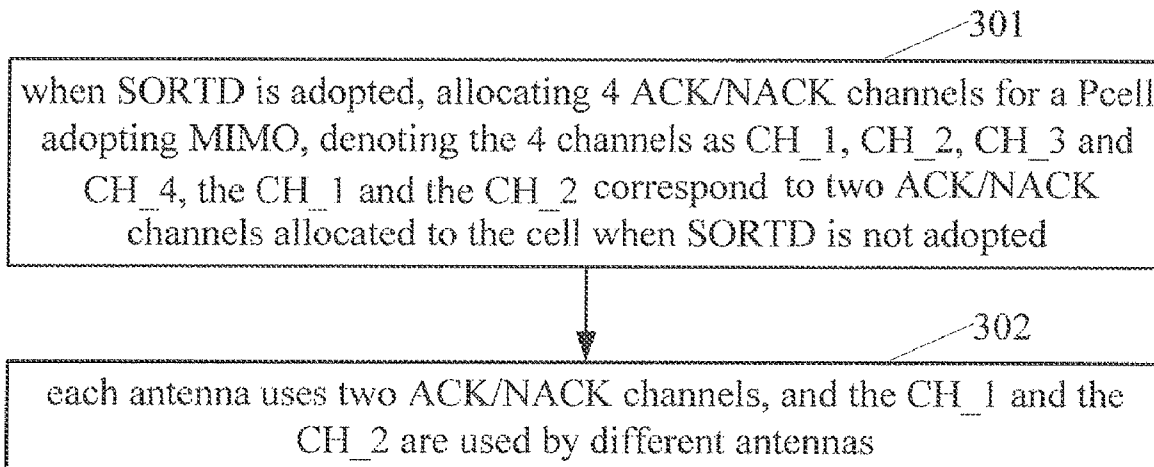 301
when SORTD is adopted, allocating 4 ACK/NACK channels for a Pcell
adopting MIMO, denoting the 4 channels as CH_1, CH_2, CH_3 and
CH_4, the CH_1 and the CH_2 correspond to two ACK/NACK
channels allocated to the cell when SORTD is not adopted
302
each antenna uses two ACK/NACK channels, and the CH_1 and the
CH_2 are used by different antennas